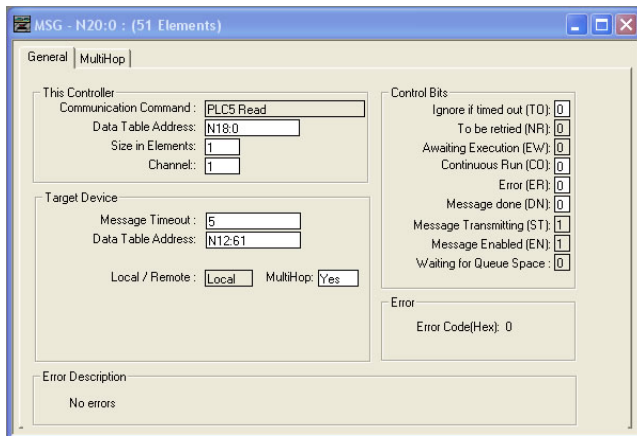 MSG - N20:0 : (51 Elements)
General MultiHop
This Controller
Communication Command : PLC5 Read
Data Table Address: N18:0
Size in Elements: 1
Channel:: 1
Target Device
Message Timeout : 5
Data Table Address: N12:61
Local / Remote : Local MultiHop: Yes
Control Bits
Ignore if timed out (TO): 0
To be retried (NR): 0
Awaiting Execution (EW): 0
Continuous Run (CO): 0
Error (ER): 0
Message done (DN): 0
Message Transmitting (ST): 1
Message Enabled (EN): 1
Waiting for Queue Space : 0
Error
Error Code(Hex): 0
Error Description
No errors